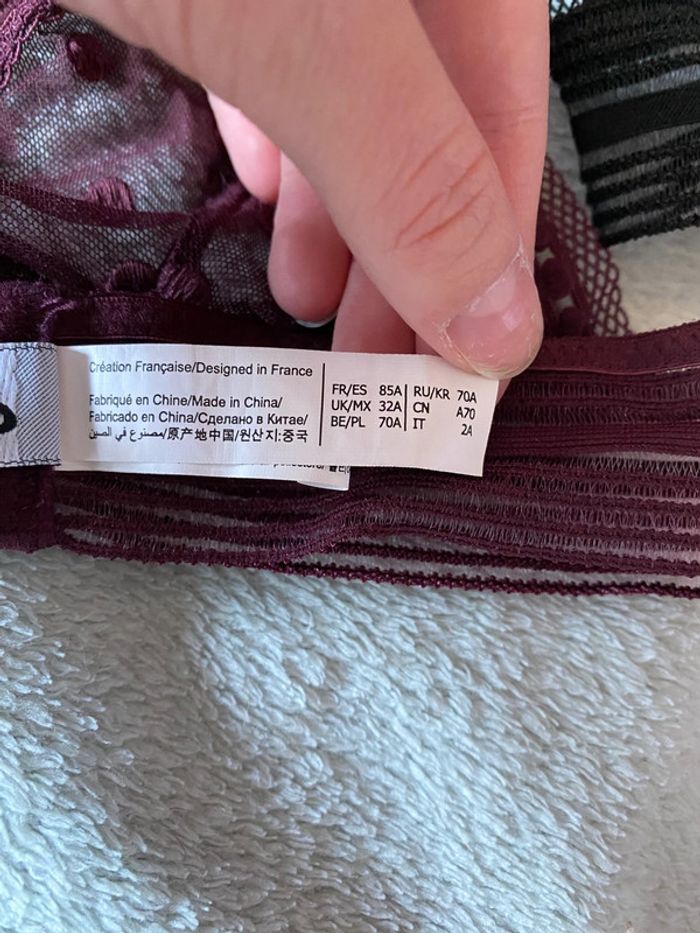 Création Française/Designed in France
Fabriqué en Chine/Made in China/
Fabricado en China/Сделано в Китае/
مصنوع في الصين/原产地中国/원산지:중국
FR/ES 85A RU/KR 70A
UK/MX 32A CN A70
BE/PL 70A IT 2A